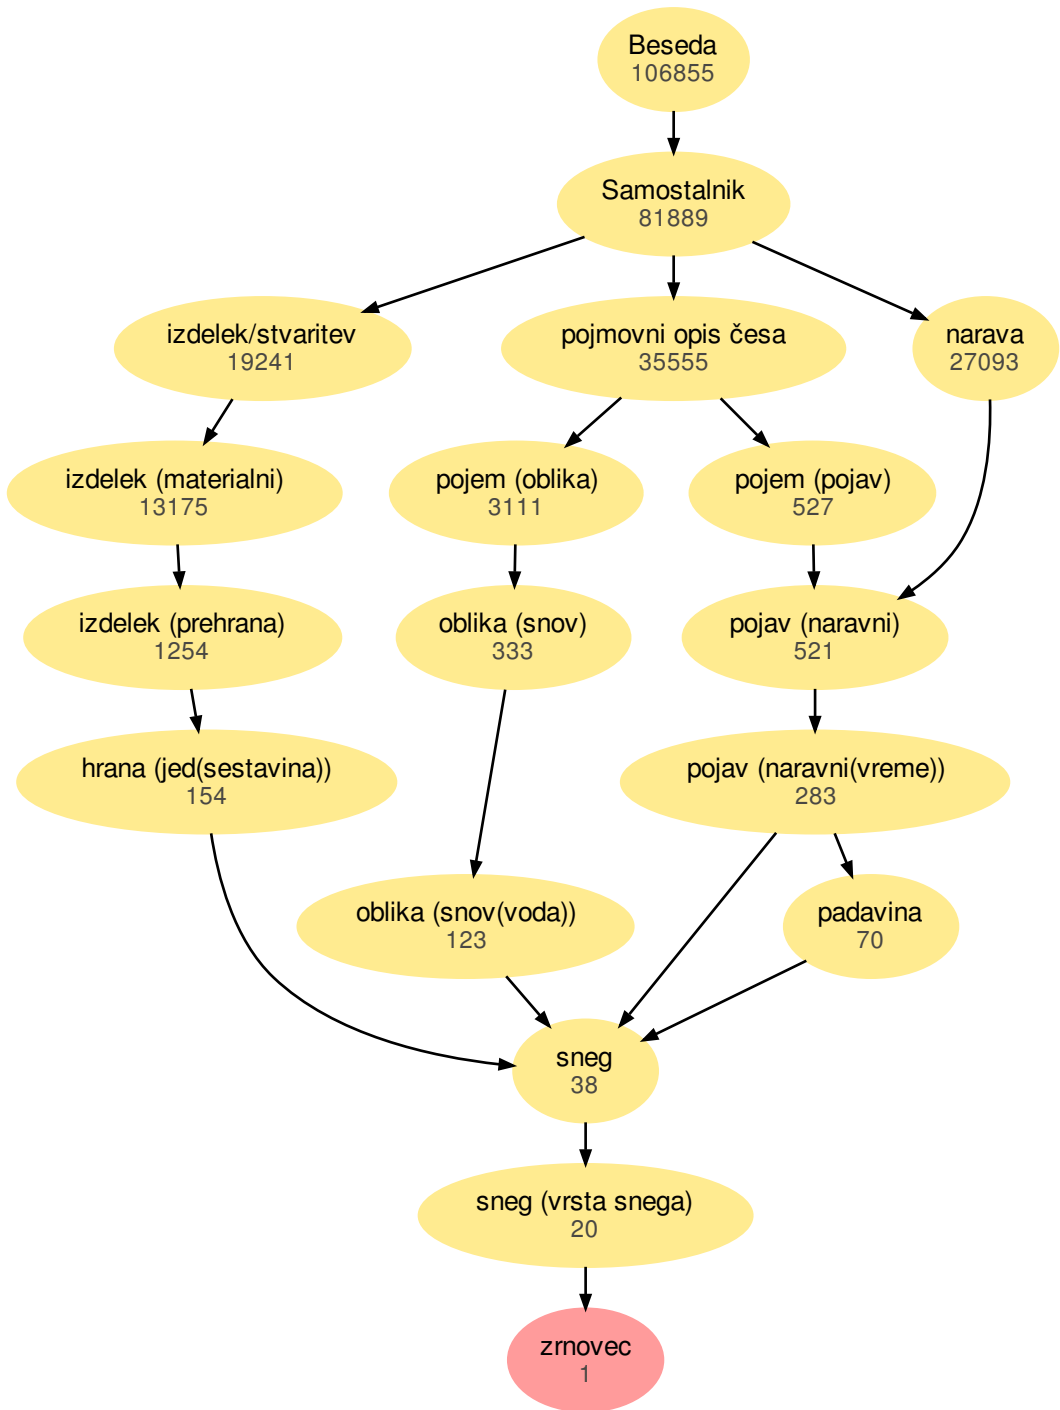 Beseda
106855
Samostalnik
81889
izdelek/stvaritev
19241
pojmovni opis česa
35555
narava
27093
izdelek (materialni)
13175
pojem (oblika)
3111
pojem (pojav)
527
izdelek (prehrana)
1254
oblika (snov)
333
pojav (naravni)
521
hrana (jed(sestavina))
154
pojav (naravni(vreme))
283
oblika (snov(voda))
123
padavina
70
sneg
38
sneg (vrsta snega)
20
zrnovec
1